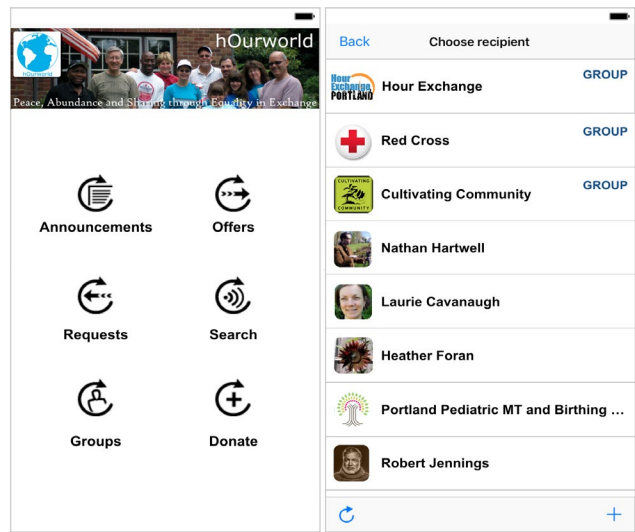 hOurworld
hOurworld
Peace, Abundance and Sharing through Equality in Exchange
Announcements
Offers
Requests
Search
Groups
Donate
Back
Choose recipient
Hour
Exchange
PORTLAND
Hour Exchange
GROUP
Red Cross
GROUP
CULTIVATING
COMMUNITY
Cultivating Community
GROUP
Nathan Hartwell
Laurie Cavanaugh
Heather Foran
Portland Pediatric MT and Birthing ...
Robert Jennings